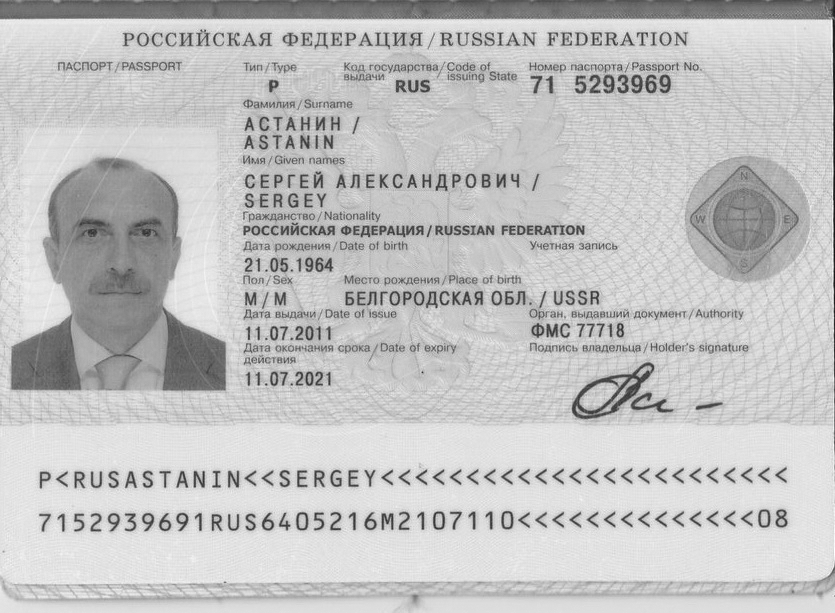 РОССИЙСКАЯ ФЕДЕРАЦИЯ / RUSSIAN FEDERATION
ПАСПОРТ / PASSPORT
Тип / Type
Код государства / Code of
выдачи issuing State
Номер паспорта / Passport No.
P
RUS
71 5293969
Фамилия / Surname
АСТАНИН /
ASTANIN
Имя / Given names
СЕРГЕЙ АЛЕКСАНДРОВИЧ /
SERGEY
Гражданство / Nationality
РОССИЙСКАЯ ФЕДЕРАЦИЯ / RUSSIAN FEDERATION
Дата рождения / Date of birth
Учетная запись
21.05.1964
Пол / Sex
Место рождения / Place of birth
М / M
БЕЛГОРОДСКАЯ ОБЛ. / USSR
Дата выдачи / Date of issue
Орган, выдавший документ / Authority
11.07.2011
ФМС 77718
Дата окончания срока / Date of expiry
действия
Подпись владельца / Holder's signature
11.07.2021
N
W
E
S
P<RUSASTANIN<<SERGEY<<<<<<<<<<<<<<<<<<<<<<<<
7152939691RUS6405216M2107110<<<<<<<<<<<<<<08